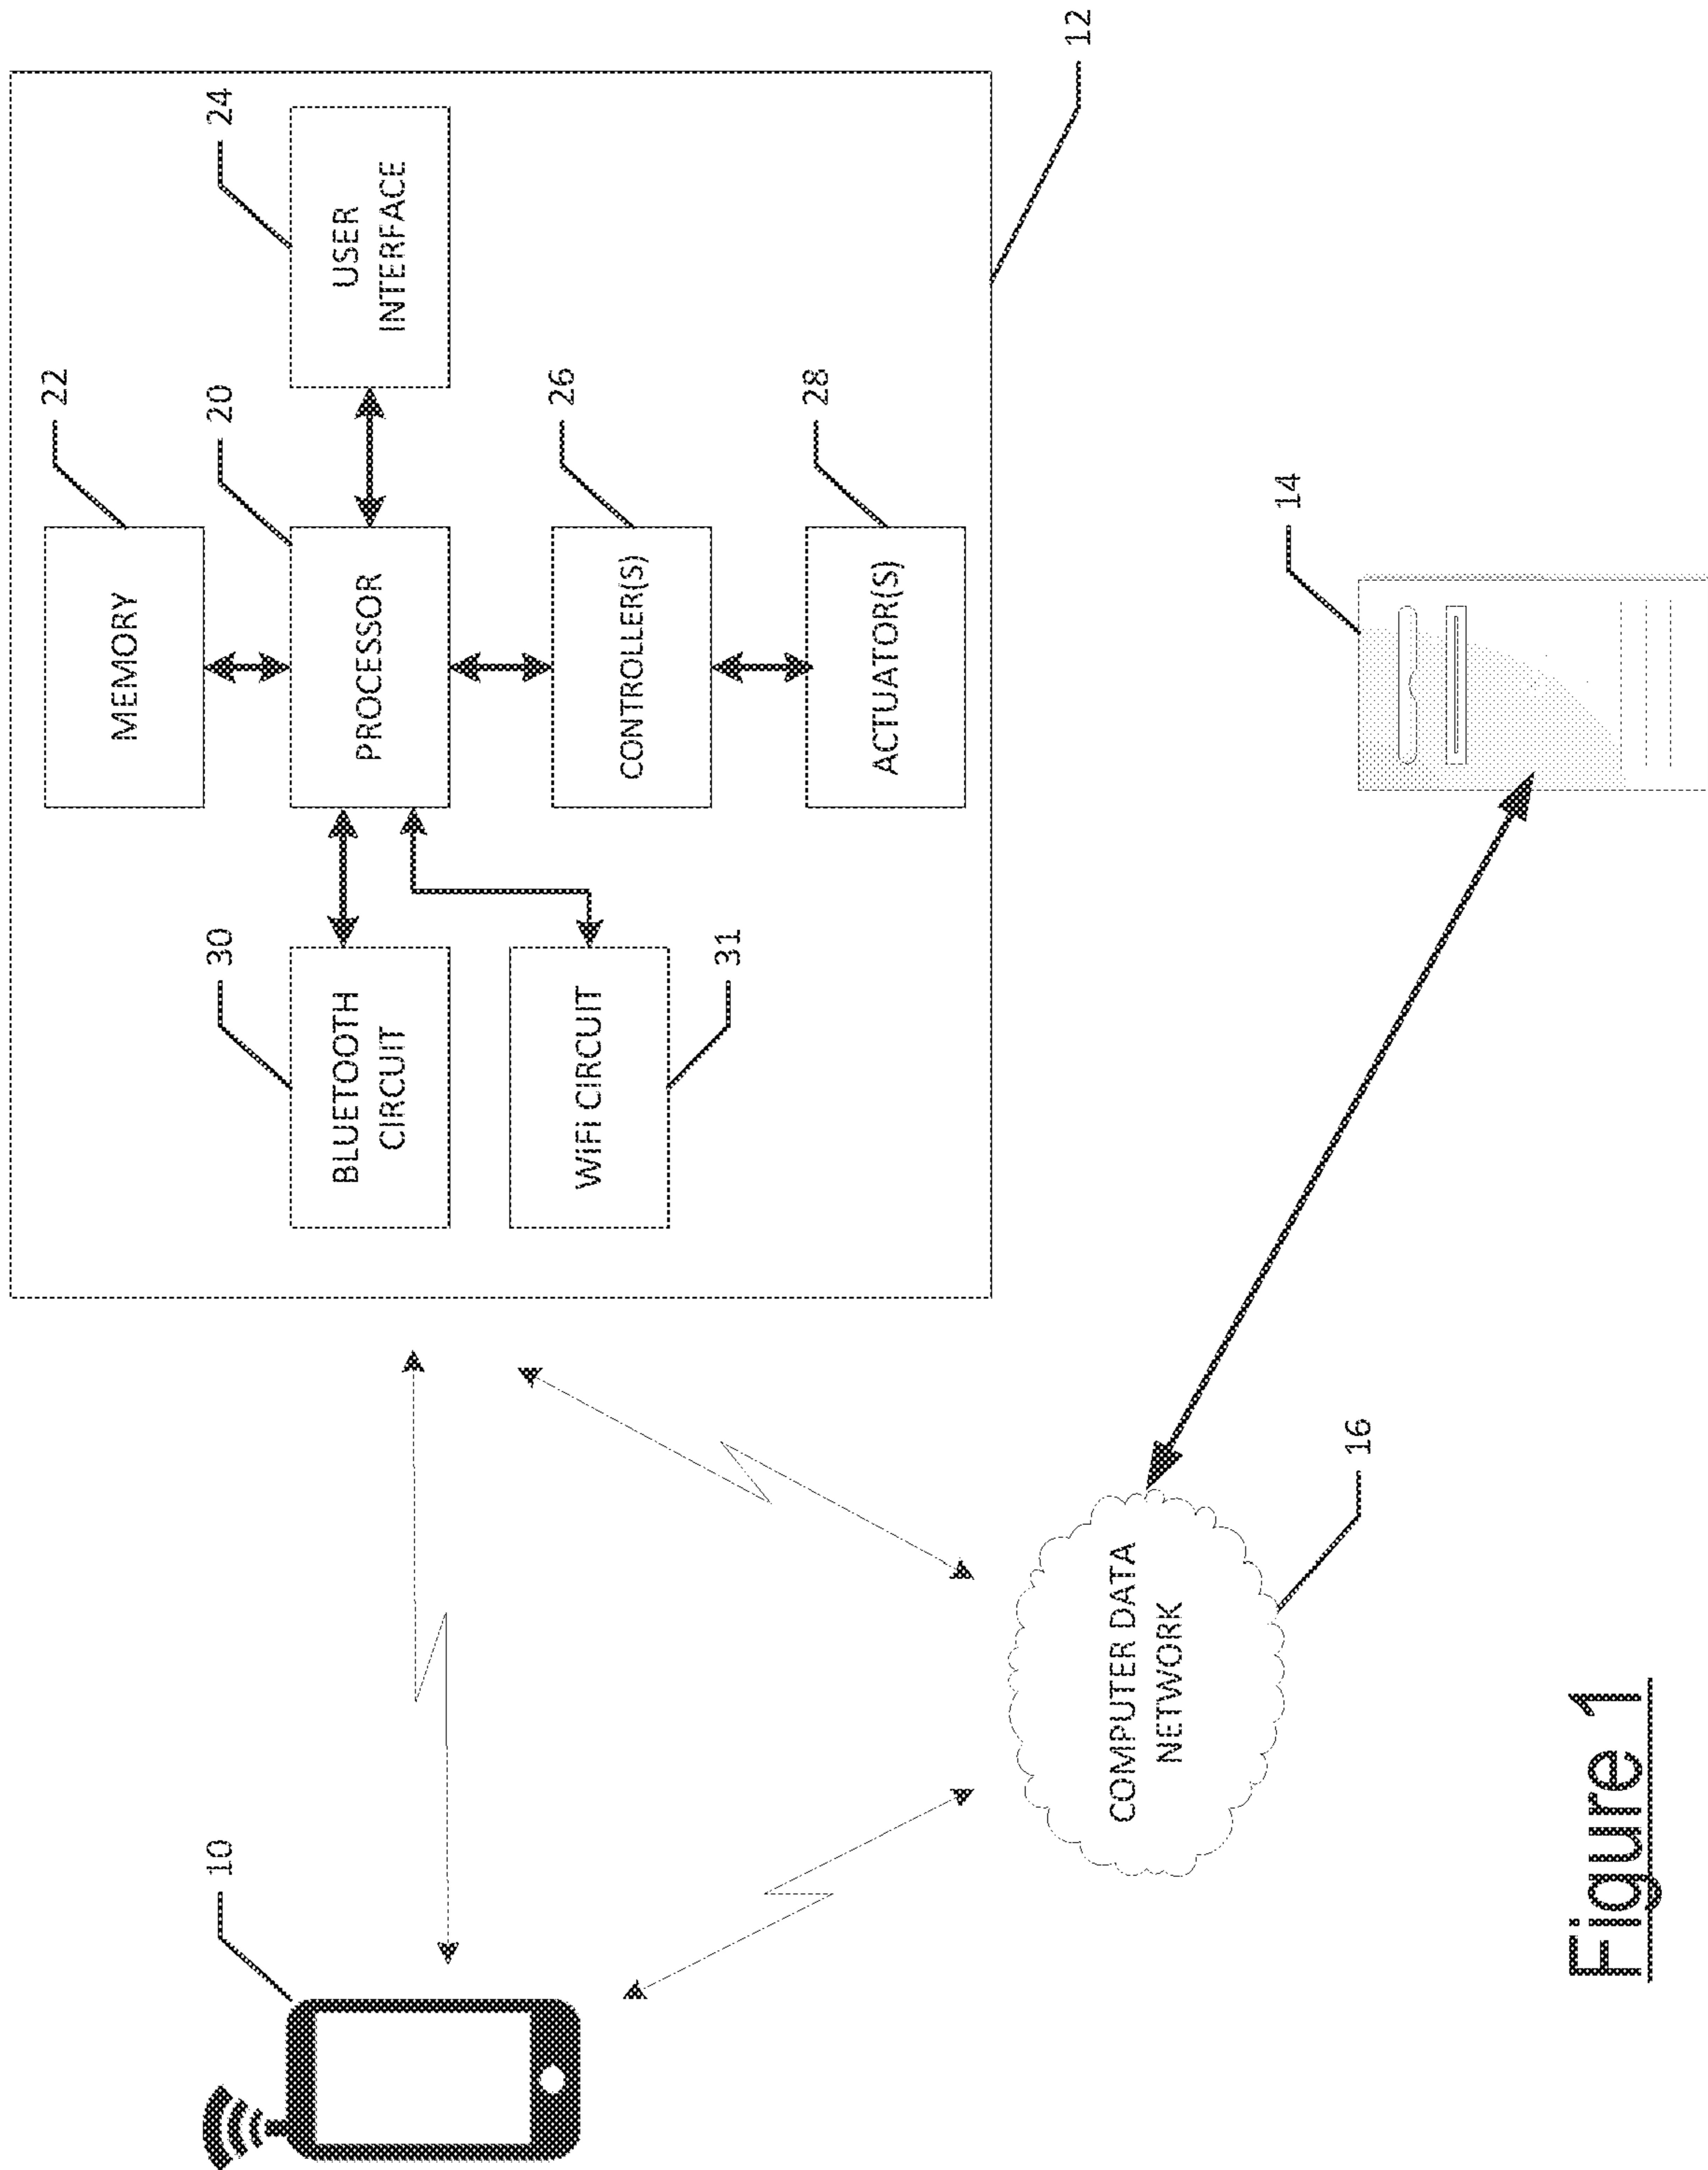 10
30
BLUETOOTH
CIRCUIT
WiFi CIRCUIT
31
22
MEMORY
20
PROCESSOR
24
USER
INTERFACE
26
CONTROLLER(S)
28
ACTUATOR(S)
12
COMPUTER DATA
NETWORK
16
14
Figure 1